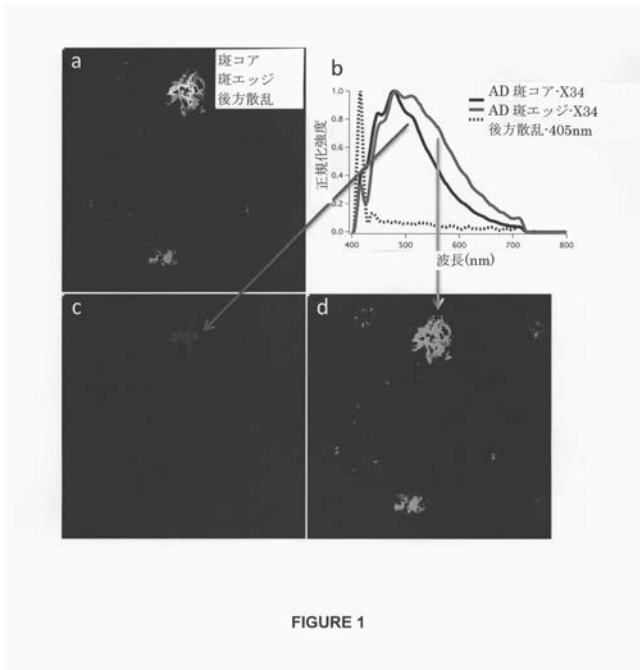 a
斑コア
斑エッジ
後方散乱
b
AD 斑コア·X34
AD 斑エッジ·X34
後方散乱·405nm
正規化強度
1.0
0.8
0.6
0.4
0.2
0.0
400
500
600
700
800
波長(nm)
c
d
FIGURE 1